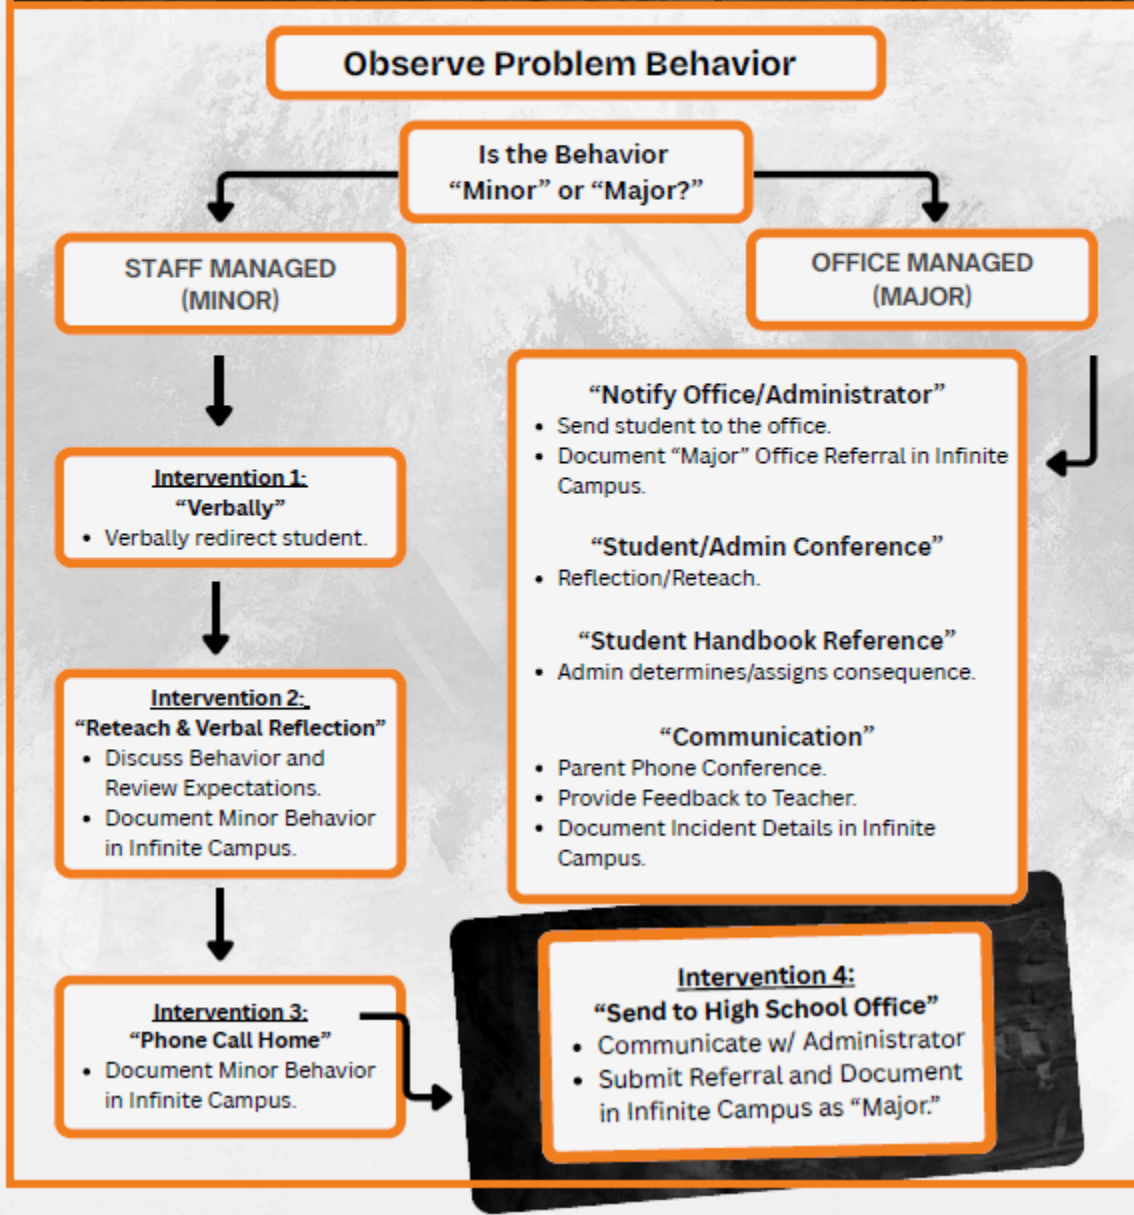 Observe Problem Behavior
Is the Behavior
“Minor” or “Major?”
STAFF MANAGED
(MINOR)
OFFICE MANAGED
(MAJOR)
Intervention 1:
“Verbally”
• Verbally redirect student.
Intervention 2:
“Reteach & Verbal Reflection”
• Discuss Behavior and
Review Expectations.
• Document Minor Behavior
in Infinite Campus.
Intervention 3:
“Phone Call Home”
• Document Minor Behavior
in Infinite Campus.
“Notify Office/Administrator”
• Send student to the office.
• Document “Major” Office Referral in Infinite
Campus.
“Student/Admin Conference”
• Reflection/Reteach.
“Student Handbook Reference”
• Admin determines/assigns consequence.
“Communication”
• Parent Phone Conference.
• Provide Feedback to Teacher.
• Document Incident Details in Infinite
Campus.
Intervention 4:
“Send to High School Office”
• Communicate w/ Administrator
• Submit Referral and Document
in Infinite Campus as “Major.”